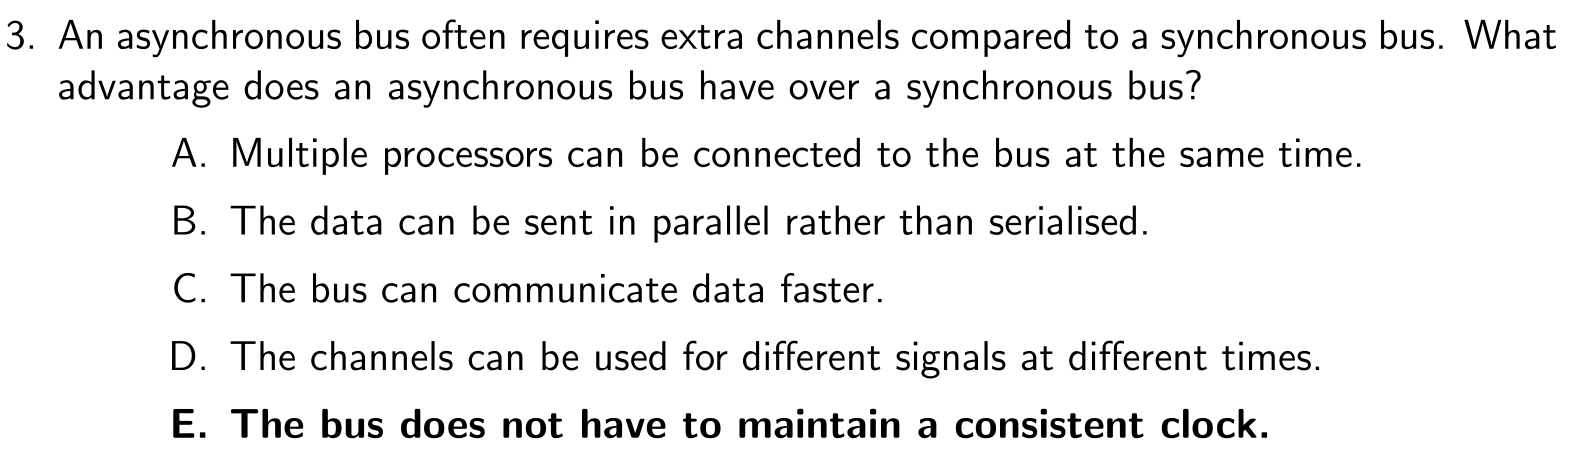 3. An asynchronous bus often requires extra channels compared to a synchronous bus. What
advantage does an asynchronous bus have over a synchronous bus?
A. Multiple processors can be connected to the bus at the same time.
B. The data can be sent in parallel rather than serialised.
C. The bus can communicate data faster.
D. The channels can be used for different signals at different times.
E. The bus does not have to maintain a consistent clock.